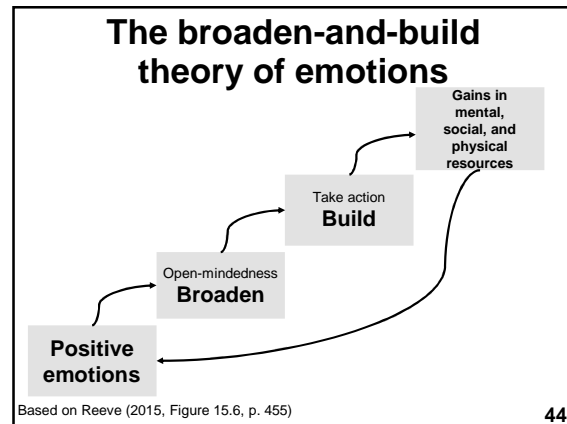 The broaden-and-build
theory of emotions
Gains in
mental,
social, and
physical
resources
Take action
Build
Open-mindedness
Broaden
Positive
emotions
Based on Reeve (2015, Figure 15.6, p. 455)
44